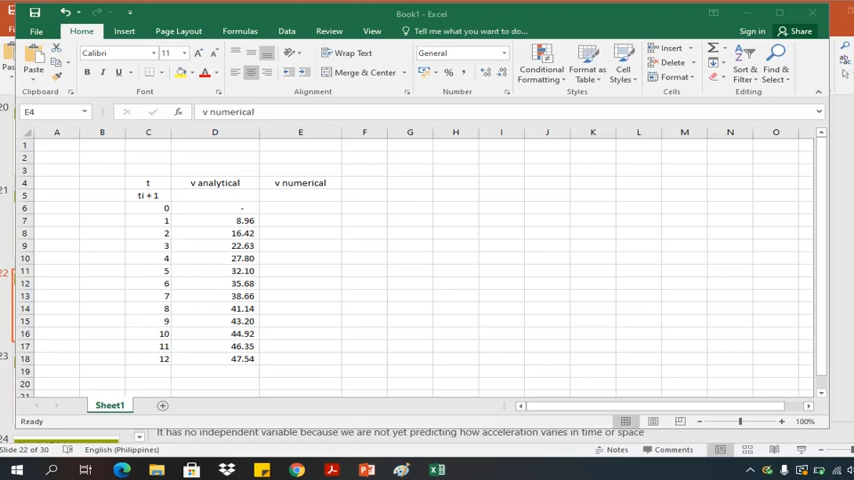 Book1 - Excel
Sign in
Share
File
Home
Insert
Page Layout
Formulas
Data
Review
View
Tell me what you want to do...
Paste
Calibri
11
Wrap Text
Merge & Center
General
Conditional Formatting
Format as Table
Cell Styles
Insert
Delete
Format
Sort & Filter
Find & Select
Clipboard
Font
Alignment
Number
Styles
Cells
Editing
E4
v numerical
A B C D E F G H I J K L M N O
1
2
3
4 t v analytical v numerical
5 ti + 1
6 0 -
7 1 8.96
8 2 16.42
9 3 22.63
10 4 27.80
11 5 32.10
12 6 35.68
13 7 38.66
14 8 41.14
15 9 43.20
16 10 44.92
17 11 46.35
18 12 47.54
19
20
21
Sheet1
Ready
100%
20
21
22
23
24
It has no independent variable because we are not yet predicting how acceleration varies in time or space
Slide 22 of 30
English (Philippines)
Notes
Comments